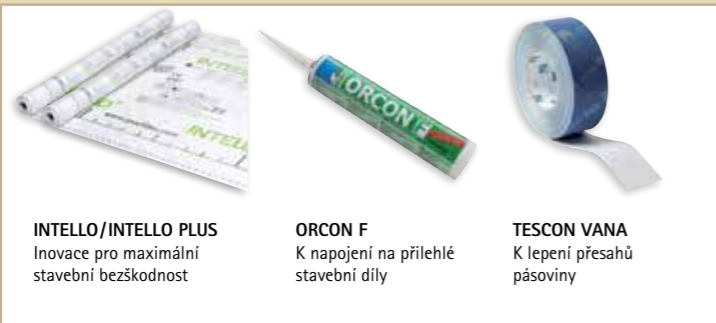 INTELLO
ORCON F
INTELLO/INTELLO PLUS
Inovace pro maximální
stavební bezškodnost
ORCON F
K napojení na přilehlé
stavební díly
TESCON VANA
K lepení přesahů
pásoviny